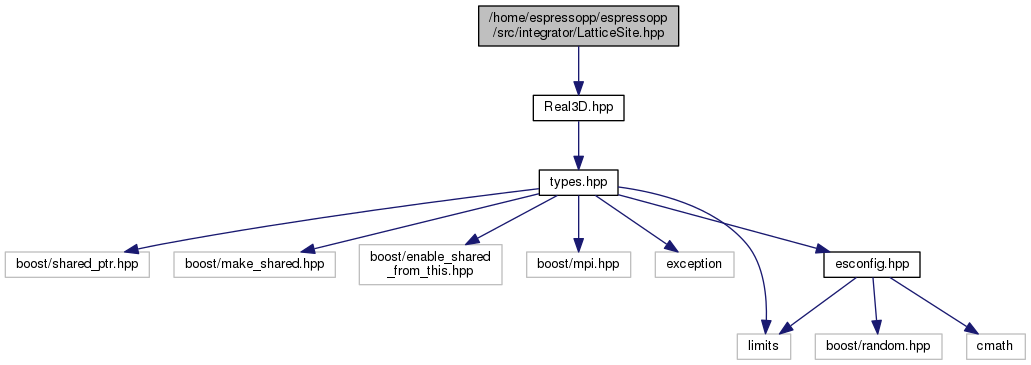 /home/espressopp/espressopp
/src/integrator/LatticeSite.hpp
Real3D.hpp
types.hpp
boost/shared_ptr.hpp
boost/make_shared.hpp
boost/enable_shared
_from_this.hpp
boost/mpi.hpp
exception
esconfig.hpp
limits
boost/random.hpp
cmath